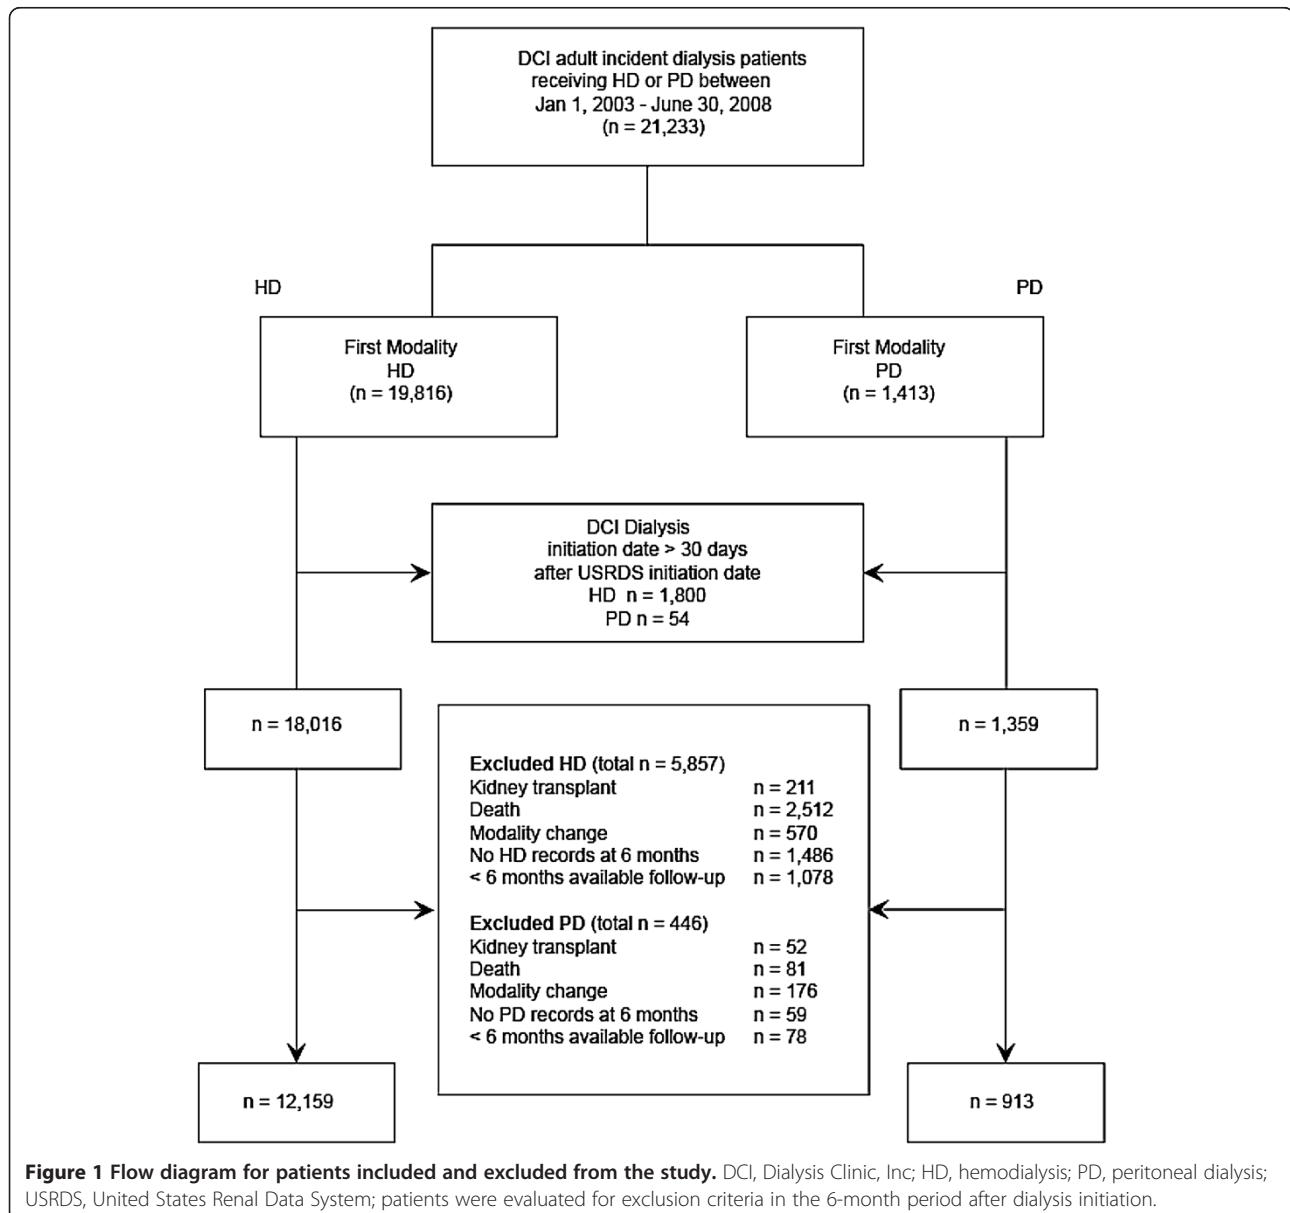 DCI adult incident dialysis patients
receiving HD or PD between
Jan 1, 2003 - June 30, 2008
(n = 21,233)
HD
PD
First Modality
HD
(n = 19,816)
First Modality
PD
(n = 1,413)
DCI Dialysis
initiation date > 30 days
after USRDS initiation date
HD n = 1,800
PD n = 54
n = 18,016
n = 1,359
Excluded HD (total n = 5,857)
Kidney transplant n = 211
Death n = 2,512
Modality change n = 570
No HD records at 6 months n = 1,486
< 6 months available follow-up n = 1,078
Excluded PD (total n = 446)
Kidney transplant n = 52
Death n = 81
Modality change n = 176
No PD records at 6 months n = 59
< 6 months available follow-up n = 78
n = 12,159
n = 913
Figure 1 Flow diagram for patients included and excluded from the study. DCI, Dialysis Clinic, Inc; HD, hemodialysis; PD, peritoneal dialysis;
USRDS, United States Renal Data System; patients were evaluated for exclusion criteria in the 6-month period after dialysis initiation.